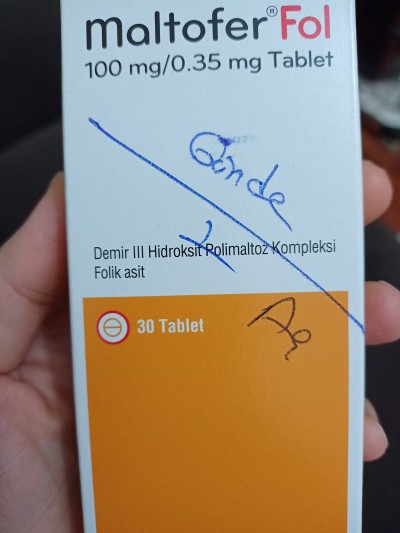 Maltofer® Fol
100 mg/0.35 mg Tablet
Günde
1
Demir III Hidroksit Polimaltoz Kompleksi
Folik asit
30 Tablet